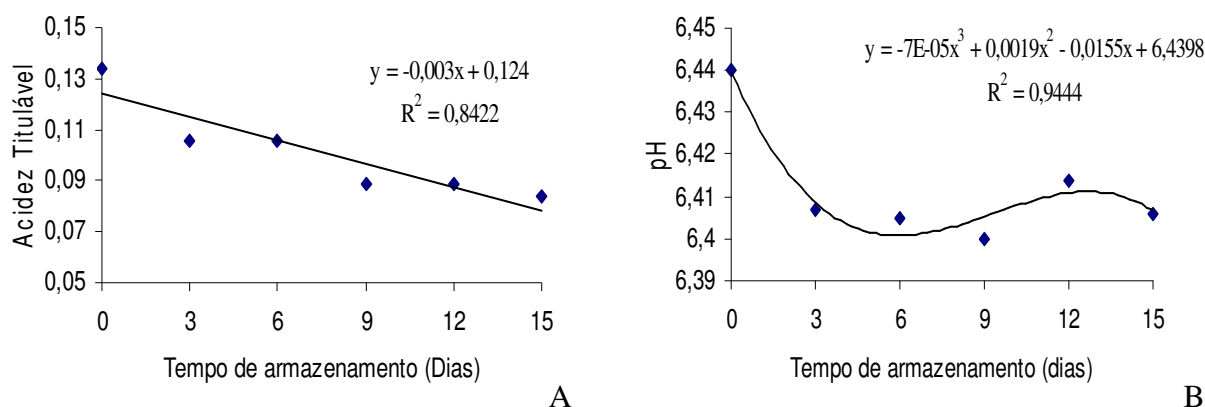 Acidez Titulável
0,15
0,13
0,11
0,09
0,07
0,05
y = -0,003x + 0,124
R² = 0,8422
0 3 6 9 12 15
Tempo de armazenamento (Dias)
A
pH
6,45
6,44
6,43
6,42
6,41
6,4
6,39
y = -7E-05x³ + 0,0019x² - 0,0155x + 6,4398
R² = 0,9444
0 3 6 9 12 15
Tempo de armazenamento (dias)
B